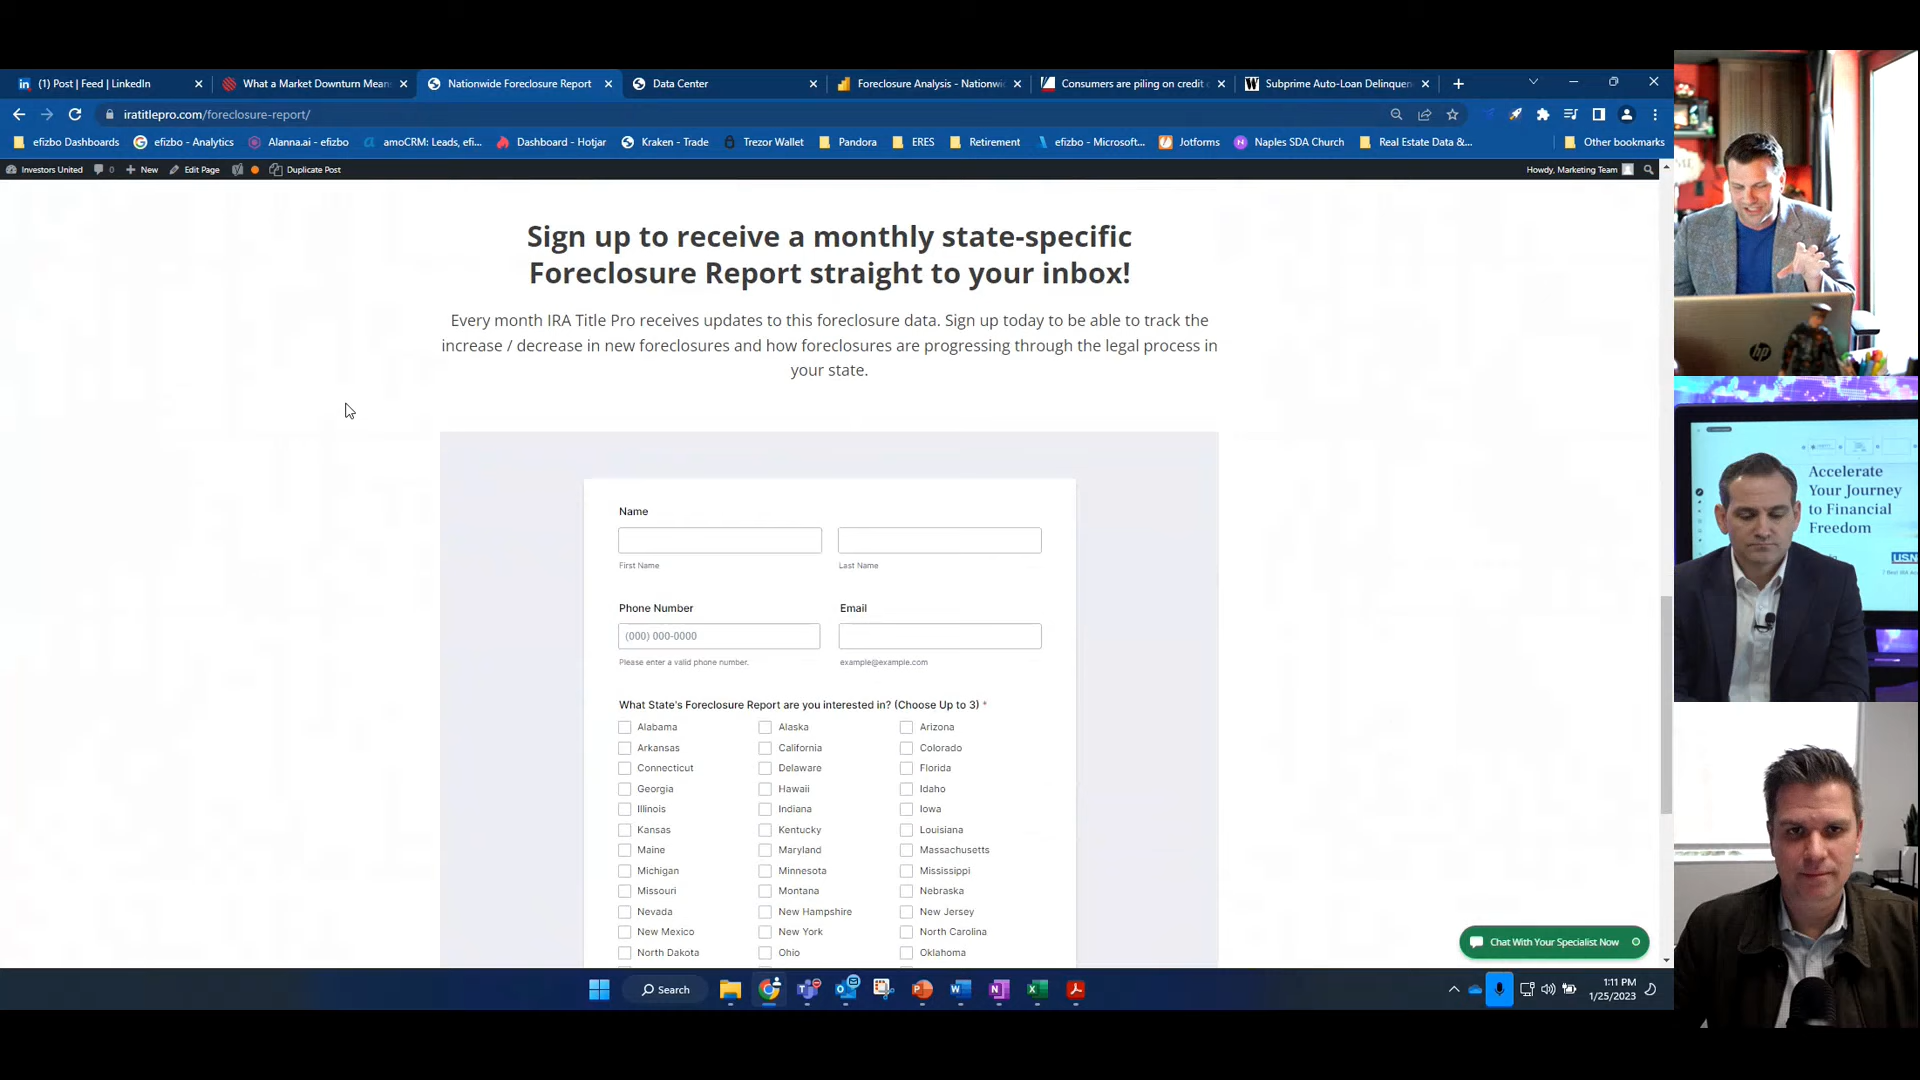 (1) Post | Feed | LinkedIn
What a Market Downturn Means
Nationwide Foreclosure Report
Data Center
Foreclosure Analysis - Nationwi
Consumers are piling on credit c
Subprime Auto-Loan Delinquen
iratitlepro.com/foreclosure-report/
efizbo Dashboards
efizbo - Analytics
Alanna.ai - efizbo
amoCRM: Leads, efi...
Dashboard - Hotjar
Kraken - Trade
Trezor Wallet
Pandora
ERES
Retirement
efizbo - Microsoft...
Jotforms
Naples SDA Church
Real Estate Data &...
Other bookmarks
Investors United
0
New
Edit Page
Duplicate Post
Howdy, Marketing Team
Sign up to receive a monthly state-specific
Foreclosure Report straight to your inbox!
Every month IRA Title Pro receives updates to this foreclosure data. Sign up today to be able to track the
increase / decrease in new foreclosures and how foreclosures are progressing through the legal process in
your state.
Name
First Name
Last Name
Phone Number
Email
(000) 000-0000
Please enter a valid phone number.
example@example.com
What State's Foreclosure Report are you interested in? (Choose Up to 3) *
Alabama
Alaska
Arizona
Arkansas
California
Colorado
Connecticut
Delaware
Florida
Georgia
Hawaii
Idaho
Illinois
Indiana
Iowa
Kansas
Kentucky
Louisiana
Maine
Maryland
Massachusetts
Michigan
Minnesota
Mississippi
Missouri
Montana
Nebraska
Nevada
New Hampshire
New Jersey
New Mexico
New York
North Carolina
North Dakota
Ohio
Oklahoma
Chat With Your Specialist Now
Search
1:11 PM
1/25/2023
hp
Accelerate
Your Journey
to Financial
Freedom